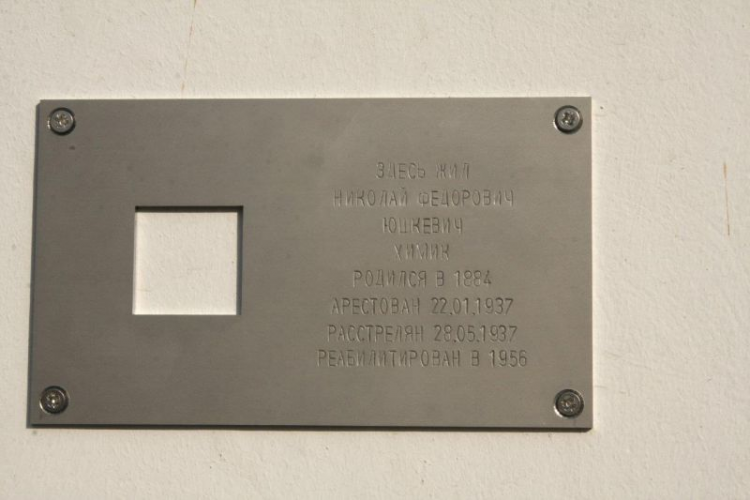 ЗДЕСЬ ЖИЛ
НИКОЛАЙ ФЕДОРОВИЧ
ЮШКЕВИЧ
ХИМИК
РОДИЛСЯ В 1884
АРЕСТОВАН 22.01.1937
РАССТРЕЛЯН 28.05.1937
РЕАБИЛИТИРОВАН В 1956